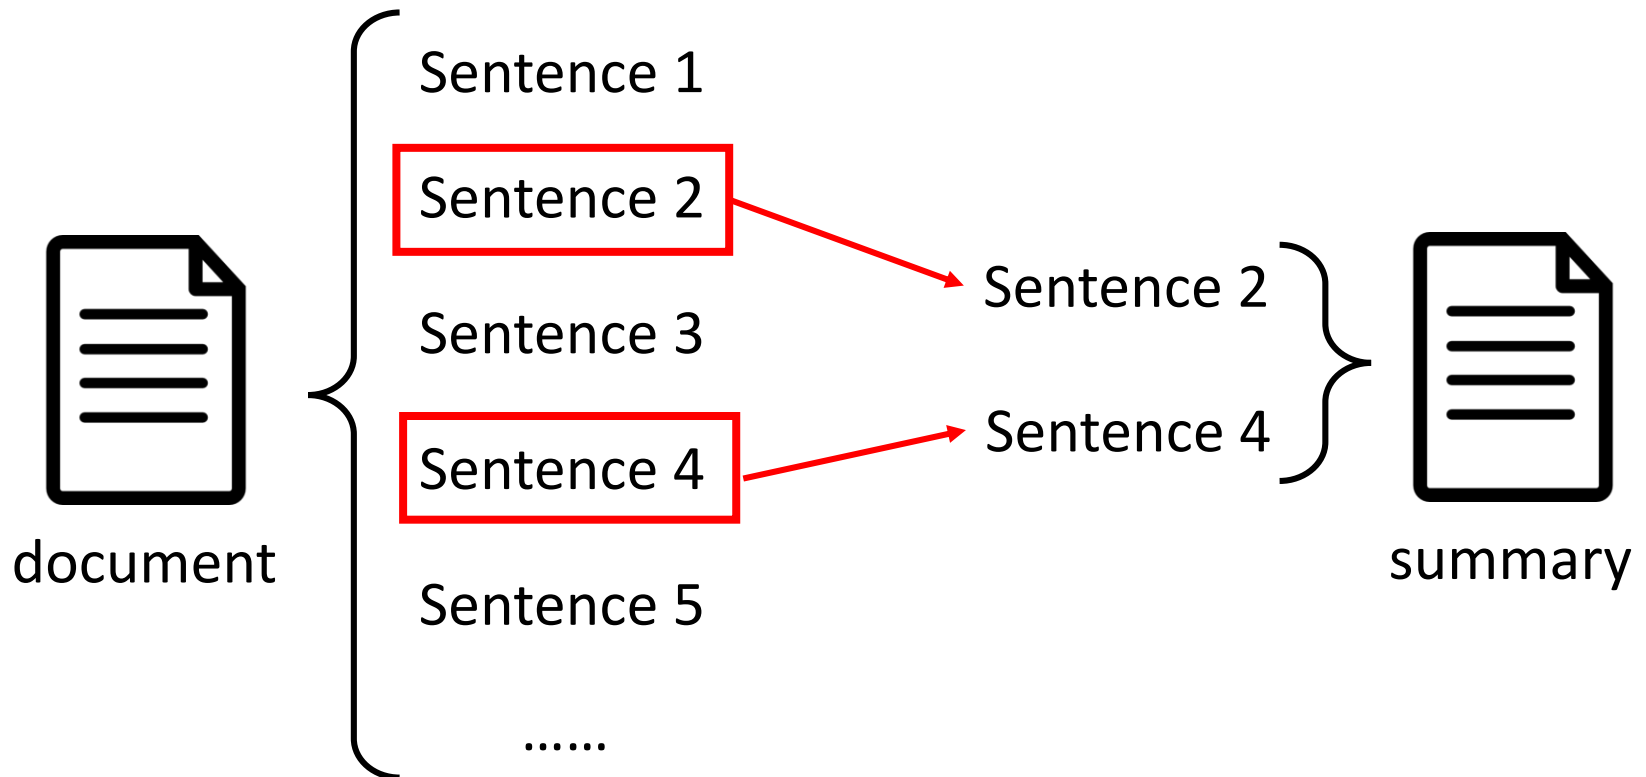 document
Sentence 1
Sentence 2
Sentence 3
Sentence 4
Sentence 5
......
Sentence 2
Sentence 4
summary